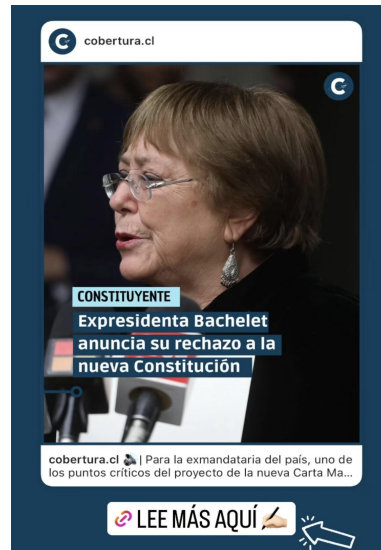 cobertura.cl
CONSTITUYENTE
Expresidenta Bachelet
anuncia su rechazo a la
nueva Constitución
cobertura.cl | Para la exmandataria del país, uno de
los puntos críticos del proyecto de la nueva Carta Ma...
LEE MÁS AQUÍ